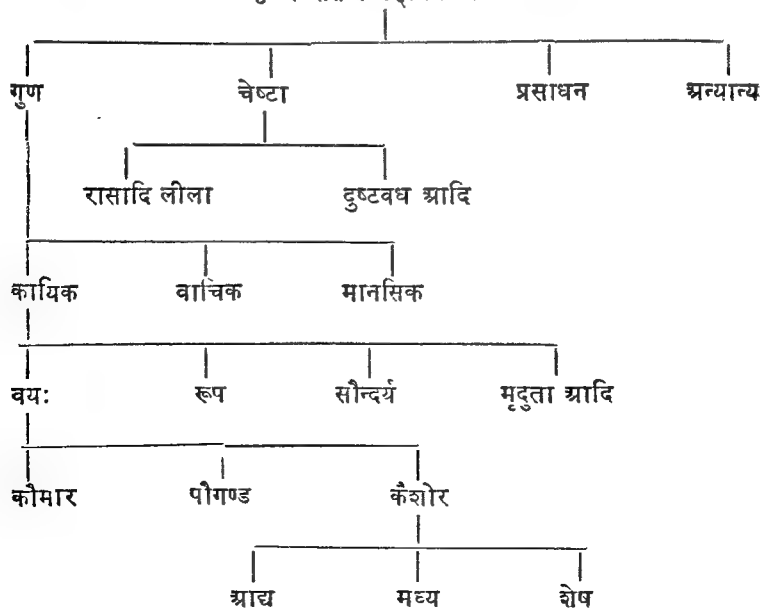 गुण चेष्टा प्रसाधन अन्यान्य
रासादि लीला दुष्टवध आदि
कायिक वाचिक मानसिक
वय: रूप सौन्दर्य मृदुता आदि
कौमार पौगण्ड कैशोर
आद्य मध्य शेष